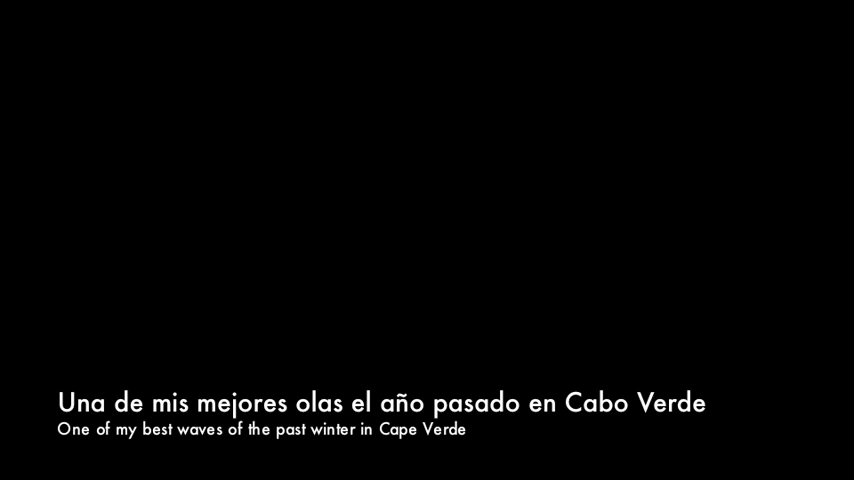 Una de mis mejores olas el año pasado en Cabo Verde
One of my best waves of the past winter in Cape Verde